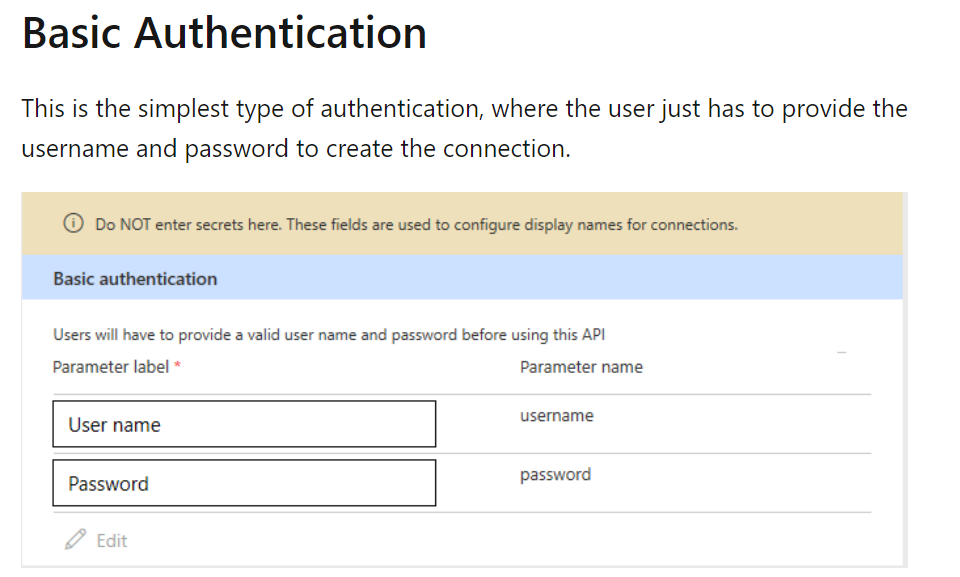 Basic Authentication
This is the simplest type of authentication, where the user just has to provide the
username and password to create the connection.
Do NOT enter secrets here. These fields are used to configure display names for connections.
Basic authentication
Users will have to provide a valid user name and password before using this API
Parameter label * Parameter name
User name username
Password password
Edit